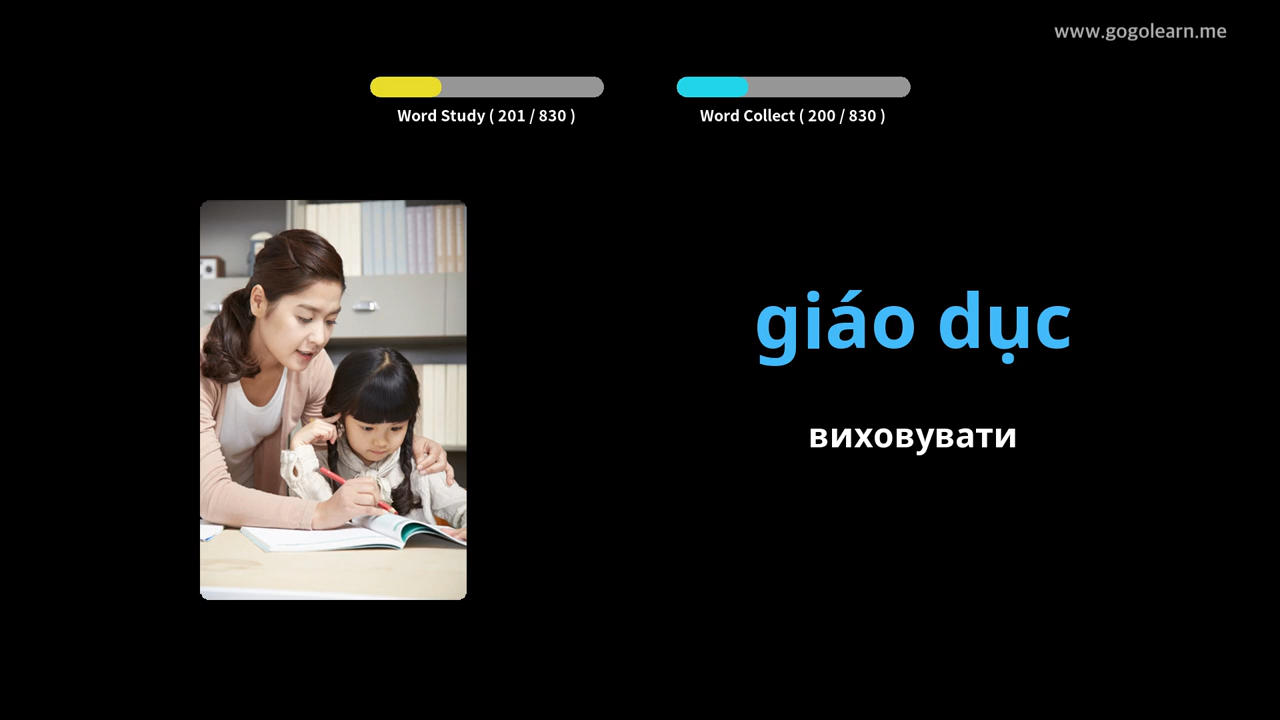 www.gogolearn.me
Word Study ( 201 / 830 )
Word Collect ( 200 / 830 )
giáo dục
виховувати